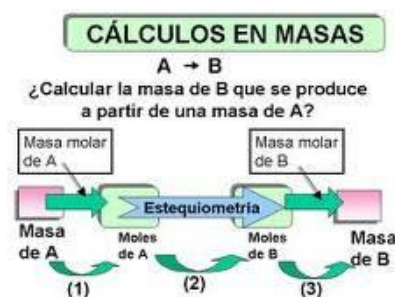 CÁLCULOS EN MASAS
A → B
¿Calcular la masa de B que se produce
a partir de una masa de A?
Masa molar
de A
Masa molar
de B
Estequiometria
Masa
de A
Moles
de A
Moles
de B
Masa
de B
(1)
(2)
(3)